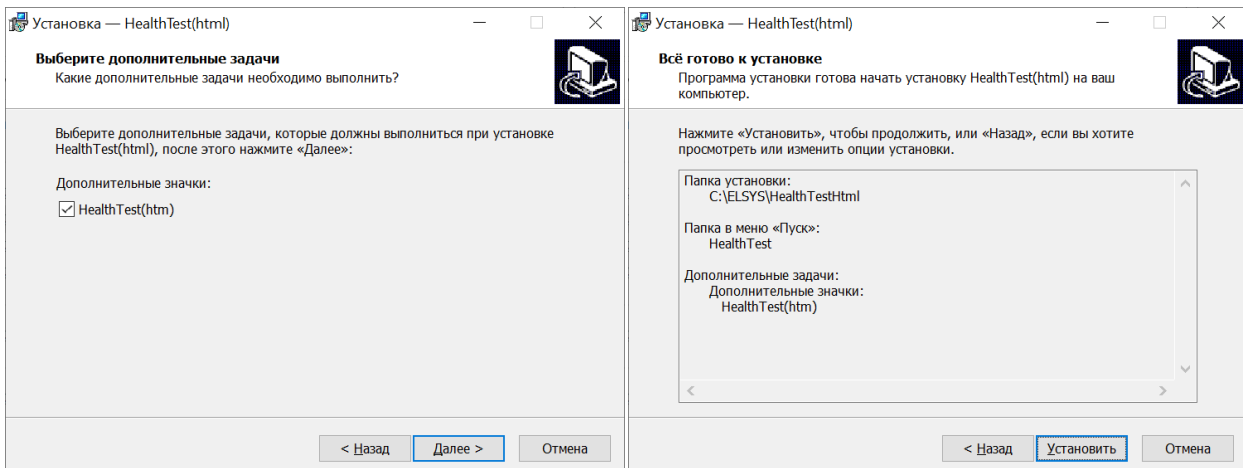 Установка — HealthTest(html)
Выберите дополнительные задачи
Какие дополнительные задачи необходимо выполнить?
Выберите дополнительные задачи, которые должны выполниться при установке
HealthTest(html), после этого нажмите «Далее»:
Дополнительные значки:
HealthTest(htm)
< Назад
Далее >
Отмена
Установка — HealthTest(html)
Всё готово к установке
Программа установки готова начать установку HealthTest(html) на ваш
компьютер.
Нажмите «Установить», чтобы продолжить, или «Назад», если вы хотите
просмотреть или изменить опции установки.
Папка установки:
C:\ELSYS\HealthTestHtml
Папка в меню «Пуск»:
HealthTest
Дополнительные задачи:
Дополнительные значки:
HealthTest(htm)
< Назад
Установить
Отмена